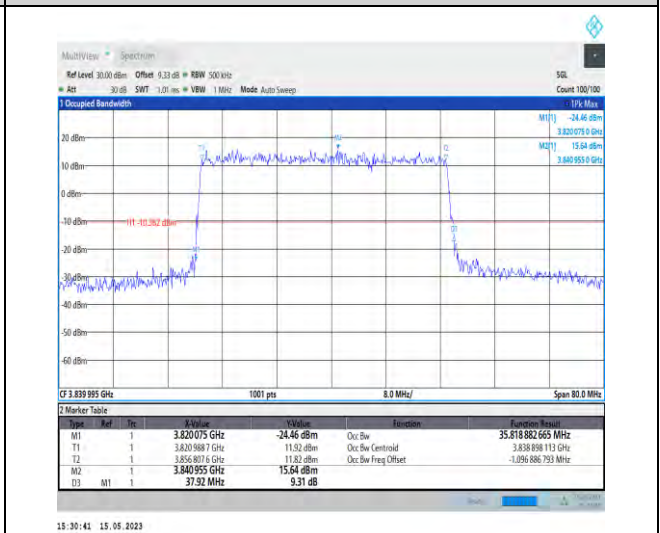 MultiView Spectrum
Ref Level 30.00 dBm Offset 9.33 dB RBW 500 kHz SGL
Att 30 dB SWT 1.01 ms VBW 1 MHz Mode Auto Sweep Count 100/100
1 Occupied Bandwidth 1Pk Max
M1[1] -24.46 dBm
3.820 075 0 GHz
M2[1] 15.64 dBm
3.840 955 0 GHz
20 dBm
10 dBm
0 dBm
-10 dBm
H1 -10.362 dBm
-20 dBm
-30 dBm
-40 dBm
-50 dBm
-60 dBm
CF 3.839 995 GHz 1001 pts 8.0 MHz/ Span 80.0 MHz
2 Marker Table
Type Ref Trc X-Value Y-Value Function Function Result
M1 1 3.820 075 GHz -24.46 dBm Occ Bw 35.818 882 665 MHz
T1 1 3.820 988 7 GHz 11.92 dBm Occ Bw Centroid 3.838 898 113 GHz
T2 1 3.856 807 6 GHz 11.82 dBm Occ Bw Freq Offset -1.096 886 793 MHz
M2 1 3.840 955 GHz 15.64 dBm
D3 M1 1 37.92 MHz 9.31 dB
15:30:41 15.05.2023